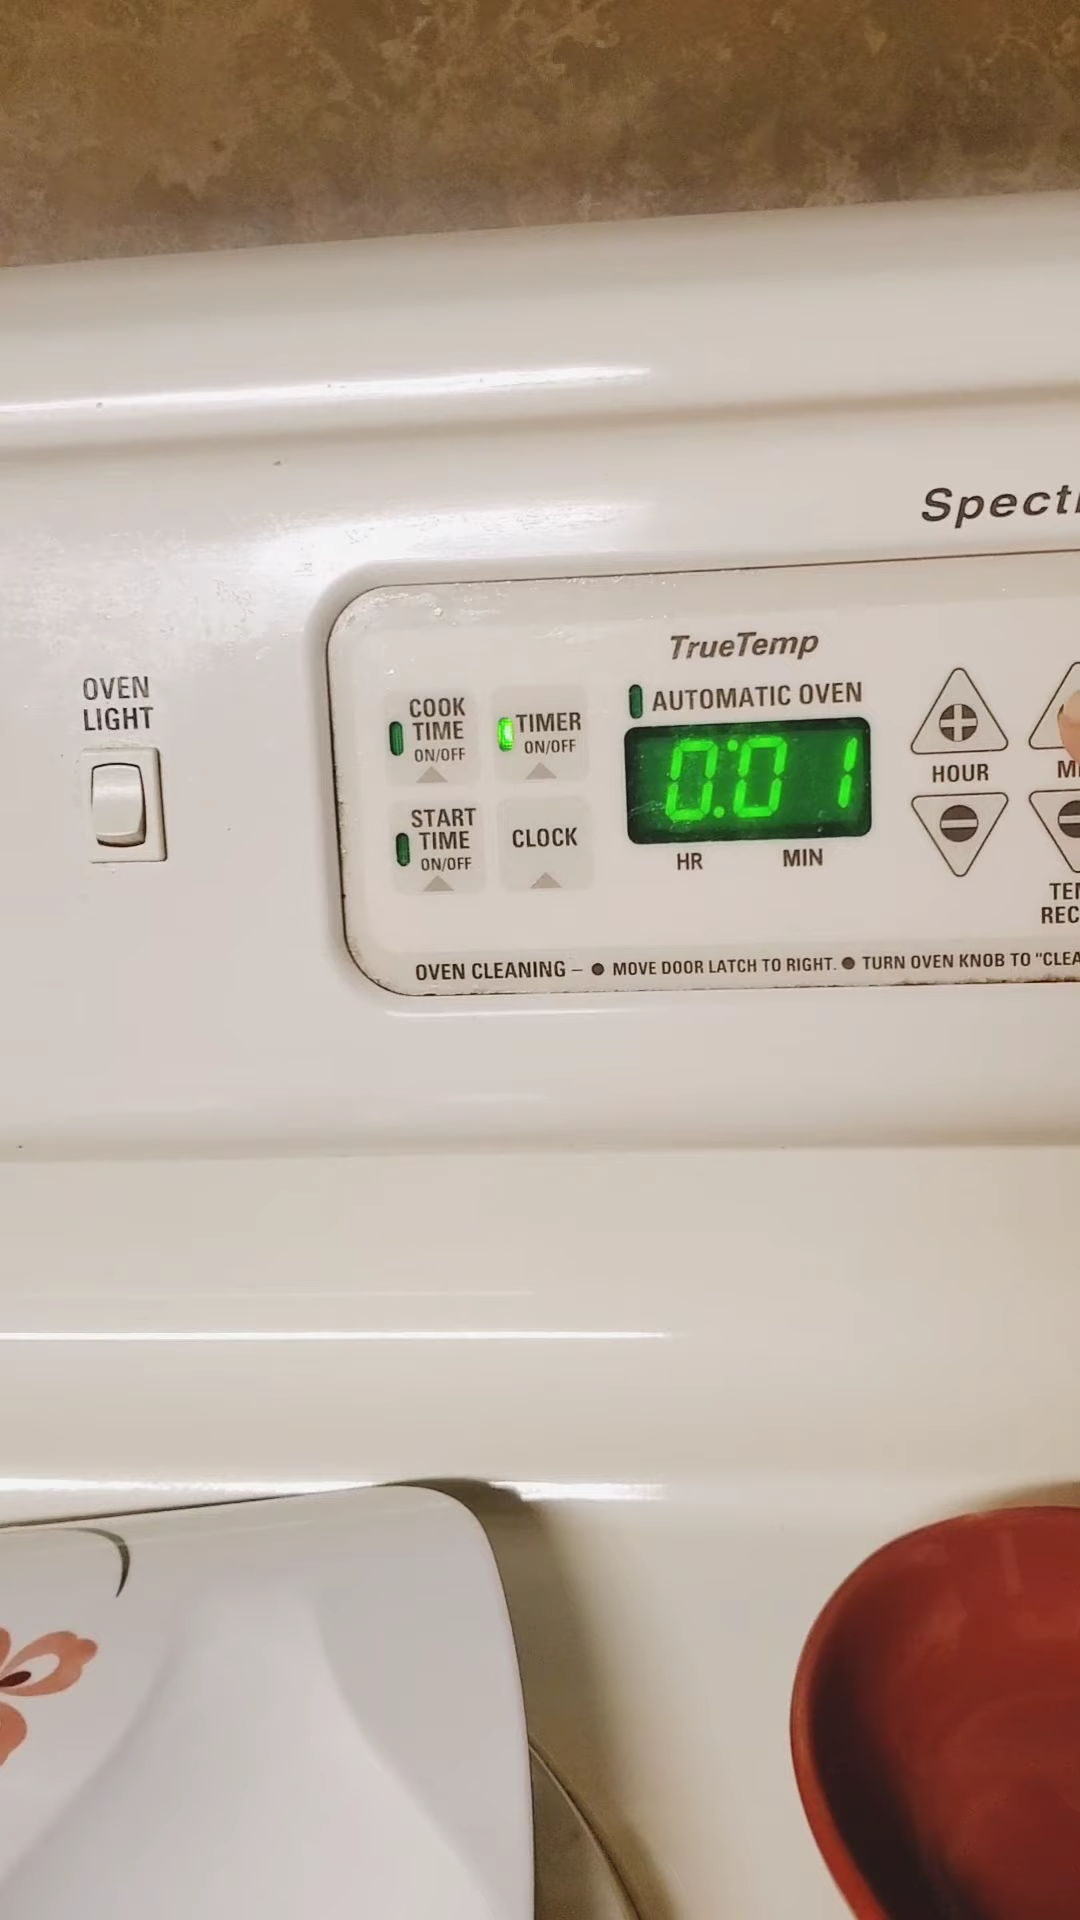 Spect
TrueTemp
OVEN
LIGHT
COOK
TIME
ON/OFF
TIMER
ON/OFF
AUTOMATIC OVEN
0:01
HR MIN
START
TIME
ON/OFF
CLOCK
HOUR
OVEN CLEANING – ● MOVE DOOR LATCH TO RIGHT. ● TURN OVEN KNOB TO "CLEA